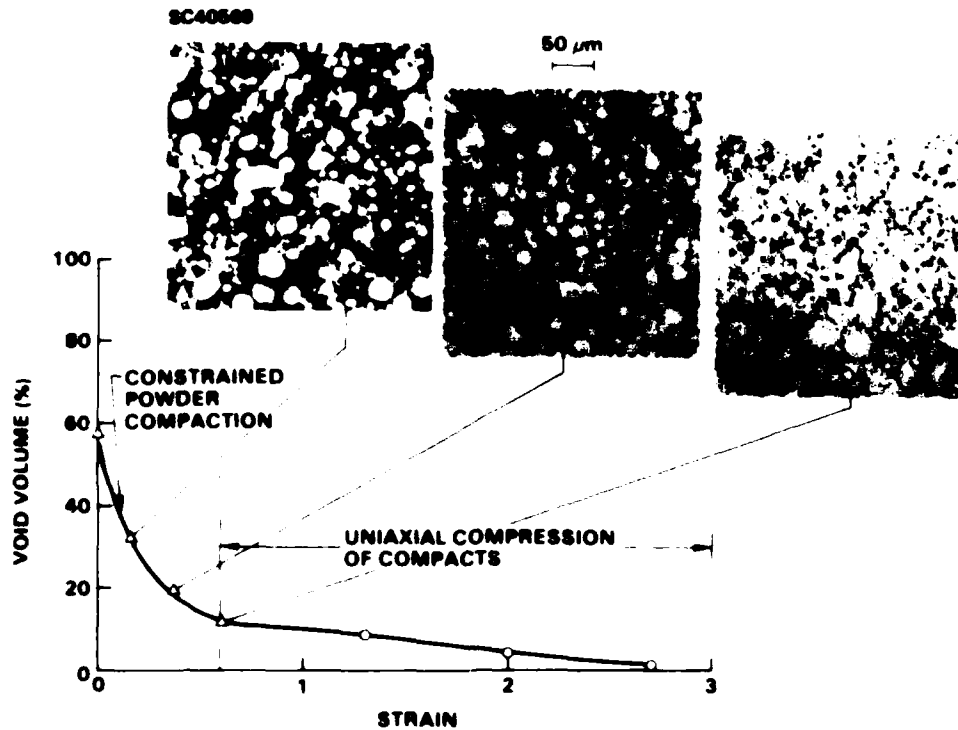 SC40569
50 μm
100
80
60
40
20
0
VOID VOLUME (%)
CONSTRAINED
POWDER
COMPACTION
UNIAXIAL COMPRESSION
OF COMPACTS
0
1
2
3
STRAIN